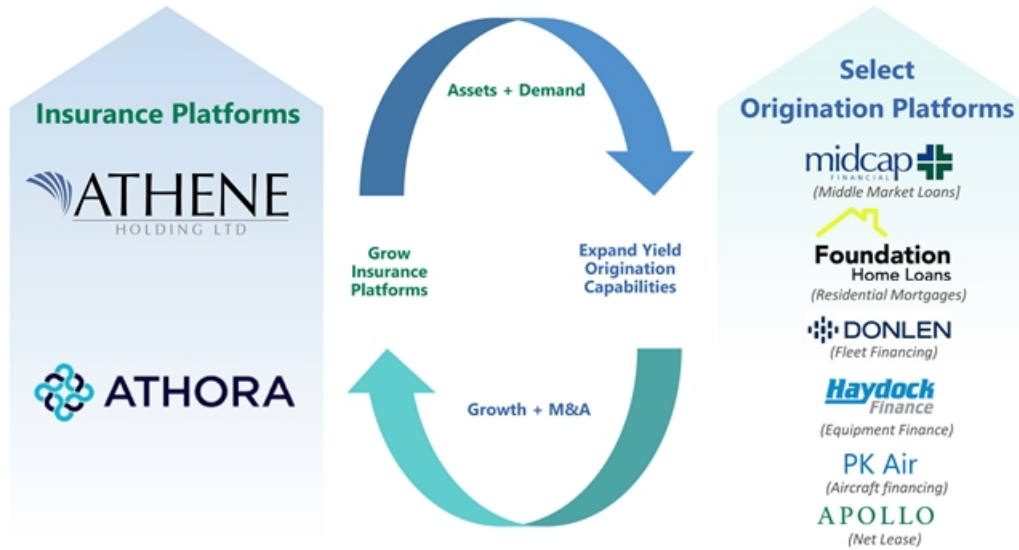 Insurance Platforms
ATHENE
HOLDING LTD
ATHORA
Assets + Demand
Grow
Insurance
Platforms
Expand Yield
Origination
Capabilities
Growth + M&A
Select
Origination Platforms
midcap
FINANCIAL
(Middle Market Loans]
Foundation
Home Loans
(Residential Mortgages)
DONLEN
(Fleet Financing)
Haydock
Finance
(Equipment Finance)
PK Air
(Aircraft financing)
APOLLO
(Net Lease)